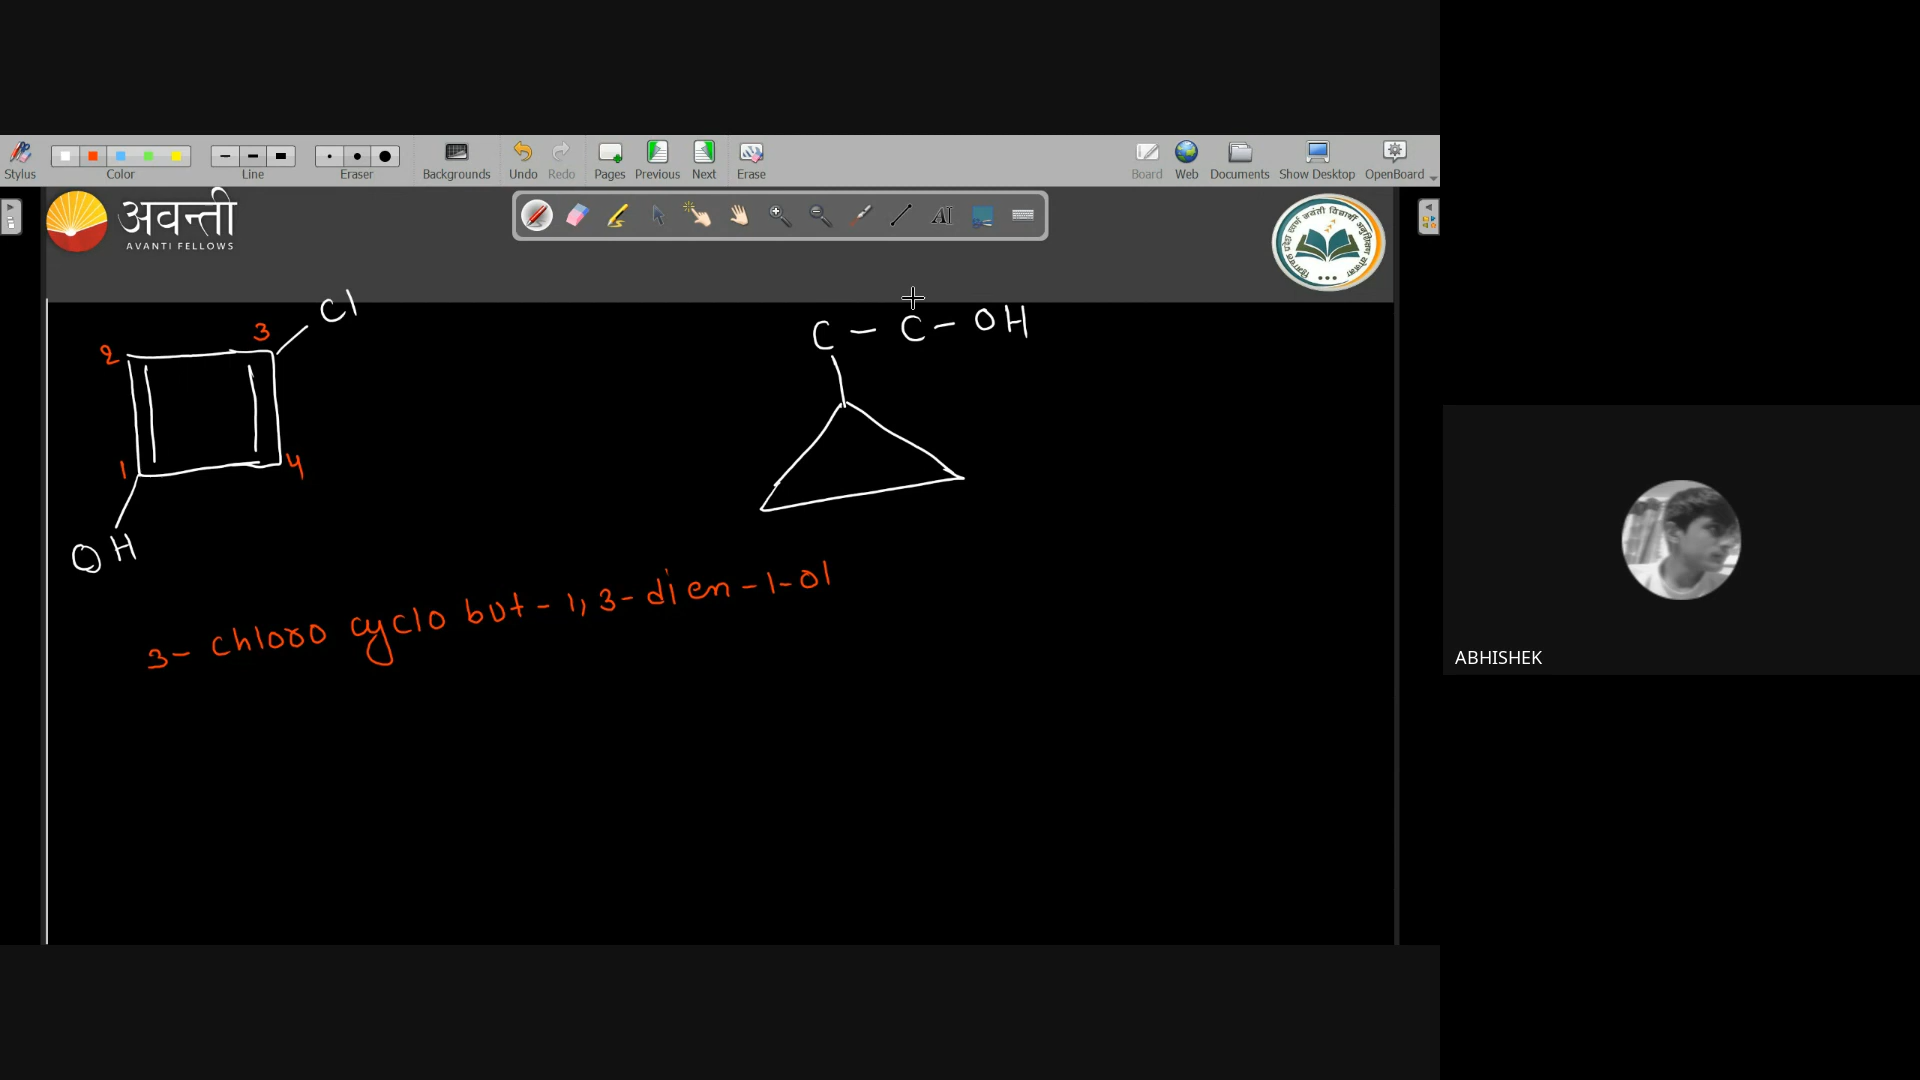 Stylus Color Line Eraser Backgrounds Undo Redo Pages Previous Next Erase Board Web Documents Show Desktop OpenBoard
अवन्ती
AVANTI FELLOWS
AI
Cl
3
2
1
4
OH
C - C - OH
3- chloro cyclo but - 1, 3- dien - 1 - ol
ABHISHEK